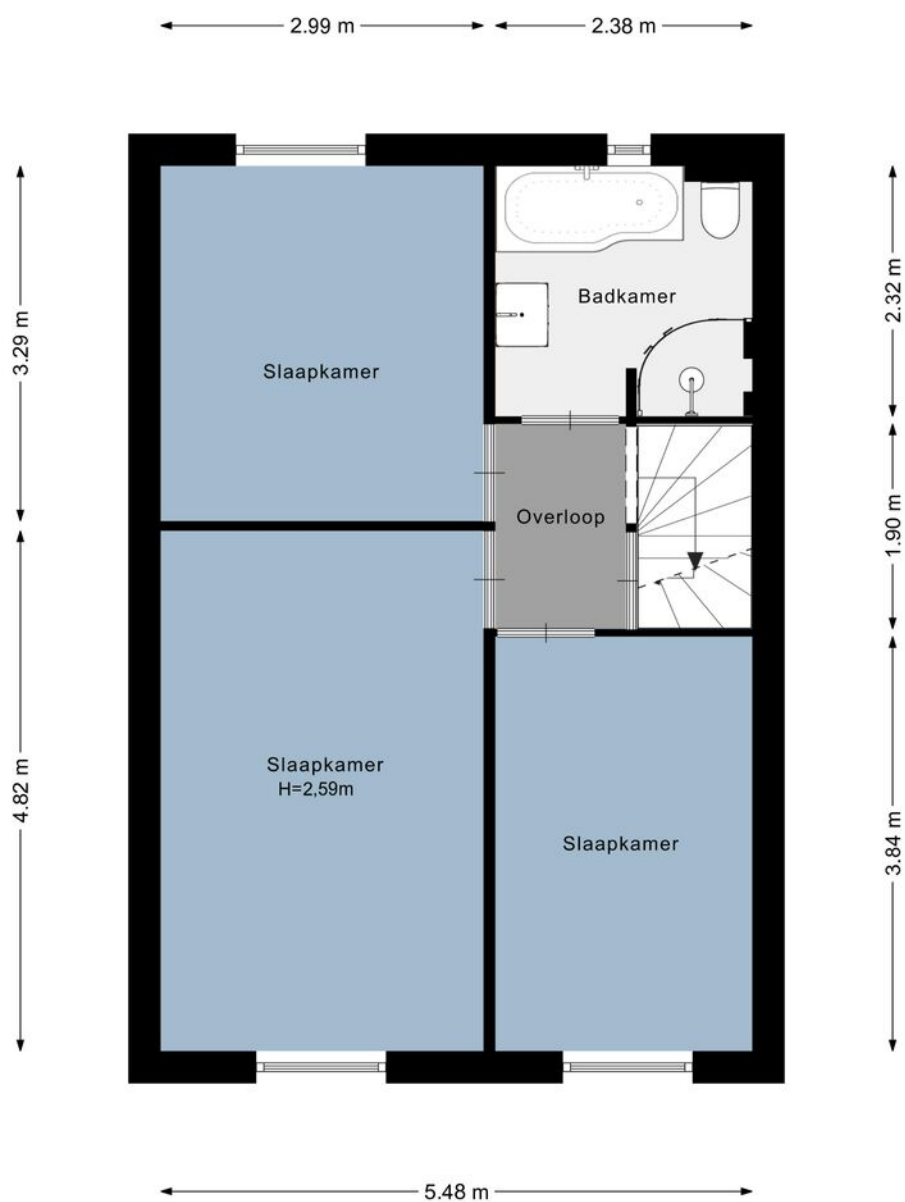 2.99 m
2.38 m
3.29 m
2.32 m
Badkamer
Slaapkamer
Overloop
1.90 m
Slaapkamer
H=2,59m
4.82 m
Slaapkamer
3.84 m
5.48 m